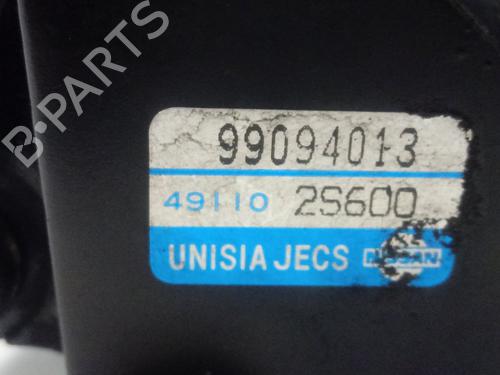 B-PARTS
99094013
49110 2S600
UNISIA JECS NISSAN